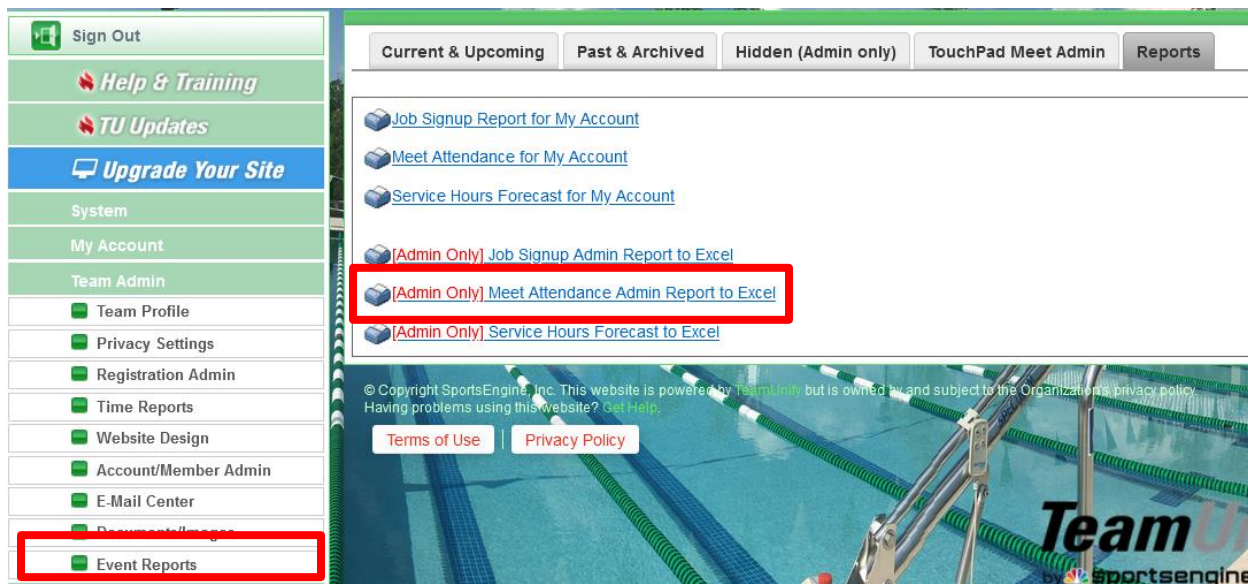 Sign Out
Help & Training
TU Updates
Upgrade Your Site
System
My Account
Team Admin
Team Profile
Privacy Settings
Registration Admin
Time Reports
Website Design
Account/Member Admin
E-Mail Center
Documents/Images
Event Reports
Current & Upcoming
Past & Archived
Hidden (Admin only)
TouchPad Meet Admin
Reports
Job Signup Report for My Account
Meet Attendance for My Account
Service Hours Forecast for My Account
[Admin Only] Job Signup Admin Report to Excel
[Admin Only] Meet Attendance Admin Report to Excel
[Admin Only] Service Hours Forecast to Excel
© Copyright SportsEngine, Inc. This website is powered by TeamUnify but is owned by and subject to the Organization's privacy policy.
Having problems using this website? Get Help.
Terms of Use | Privacy Policy
TeamU
sportsengine